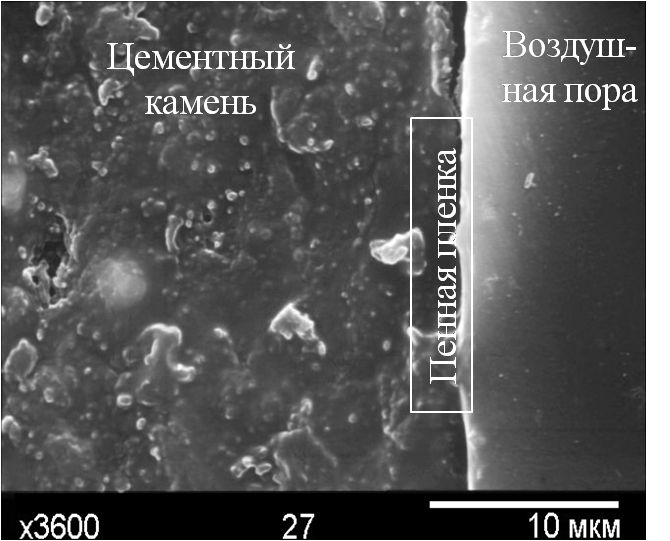 Цементный
камень
Воздуш-
ная пора
Пенная пленка
x3600 27 10 мкм